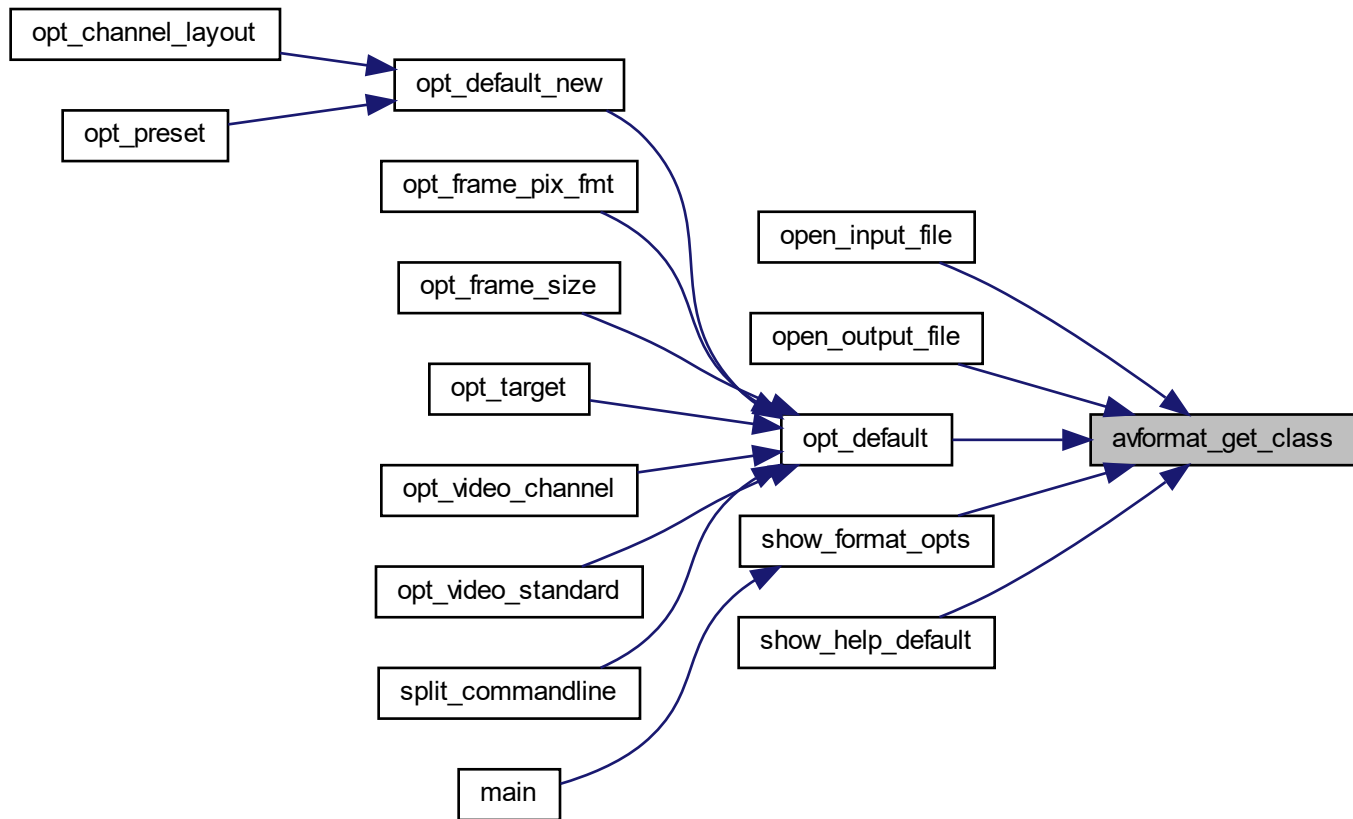 opt_channel_layout
opt_default_new
opt_preset
opt_frame_pix_fmt
open_input_file
opt_frame_size
open_output_file
opt_target
opt_default
avformat_get_class
opt_video_channel
show_format_opts
opt_video_standard
show_help_default
split_commandline
main